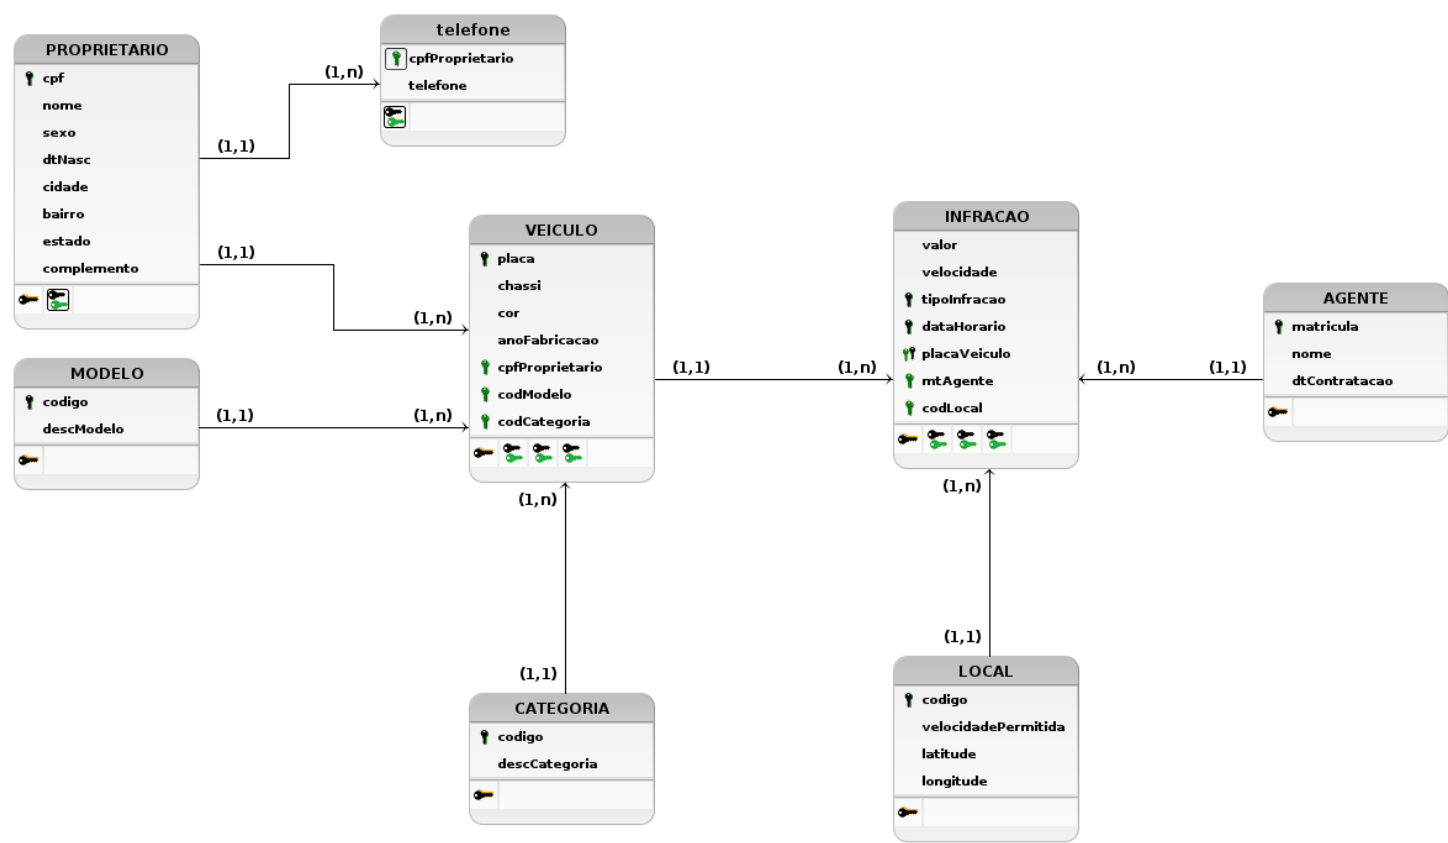 PROPRIETARIO
cpf
nome
sexo
dtNasc
cidade
bairro
estado
complemento
(1,1)
(1,n)
telefone
cpfProprietario
telefone
(1,1)
(1,n)
MODELO
codigo
descModelo
(1,1)
(1,n)
VEICULO
placa
chassi
cor
anoFabricacao
cpfProprietario
codModelo
codCategoria
(1,1)
(1,n)
INFRACAO
valor
velocidade
tipoInfracao
dataHorario
placaVeiculo
mtAgente
codLocal
(1,n)
(1,1)
AGENTE
matricula
nome
dtContratacao
(1,n)
(1,1)
CATEGORIA
codigo
descCategoria
(1,n)
(1,1)
LOCAL
codigo
velocidadePermitida
latitude
longitude